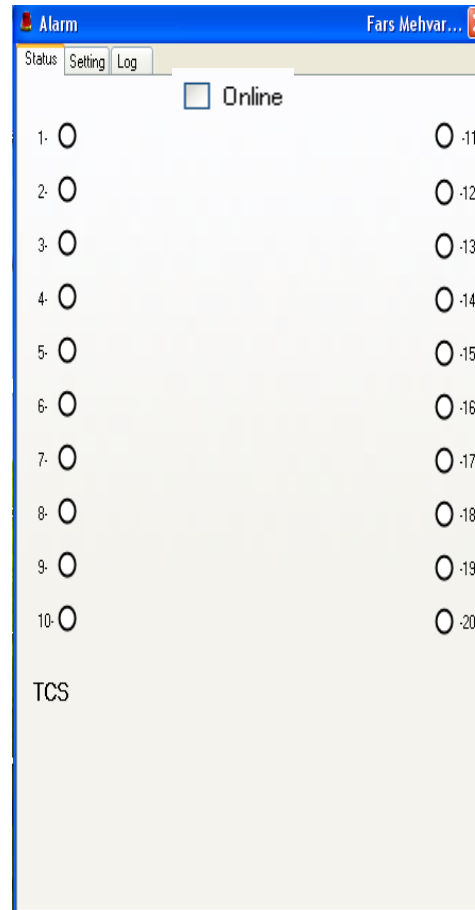 Alarm Fars Mehvar...
Status Setting Log
Online
1- -11
2- -12
3- -13
4- -14
5- -15
6- -16
7- -17
8- -18
9- -19
10- -20
TCS